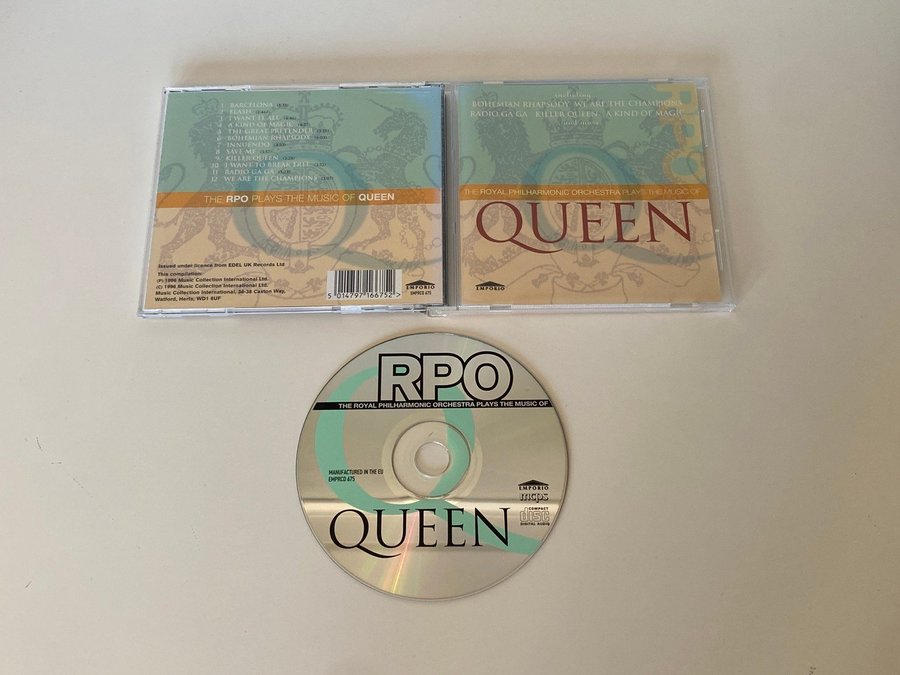 1 BARCELONA
2 FLASH
3 I WANT IT ALL
4 A KIND OF MAGIC
5 THE GREAT PRETENDER
6 BOHEMIAN RHAPSODY
7 INNUENDO
8 SAVE ME
9 KILLER QUEEN
10 I WANT TO BREAK FREE
11 RADIO GA GA
12 WE ARE THE CHAMPIONS
THE RPO PLAYS THE MUSIC OF QUEEN
Issued under licence from EDEL UK Records Ltd
This compilation:
(P) 1996 Music Collection International Ltd.
(C) 1996 Music Collection International Ltd.
Music Collection International, 36-38 Caxton Way,
Watford, Herts, WD1 8UF
5 014797 166752 >
EMPORIO
EMPRCD 675
including
BOHEMIAN RHAPSODY WE ARE THE CHAMPIONS
RADIO GA GA KILLER QUEEN A KIND OF MAGIC
and more
RPO
THE ROYAL PHILHARMONIC ORCHESTRA PLAYS THE MUSIC OF
QUEEN
EMPORIO
RPO
THE ROYAL PHILHARMONIC ORCHESTRA PLAYS THE MUSIC OF
MANUFACTURED IN THE EU
EMPRCD 675
EMPORIO
mcps
COMPACT
disc
DIGITAL AUDIO
QUEEN